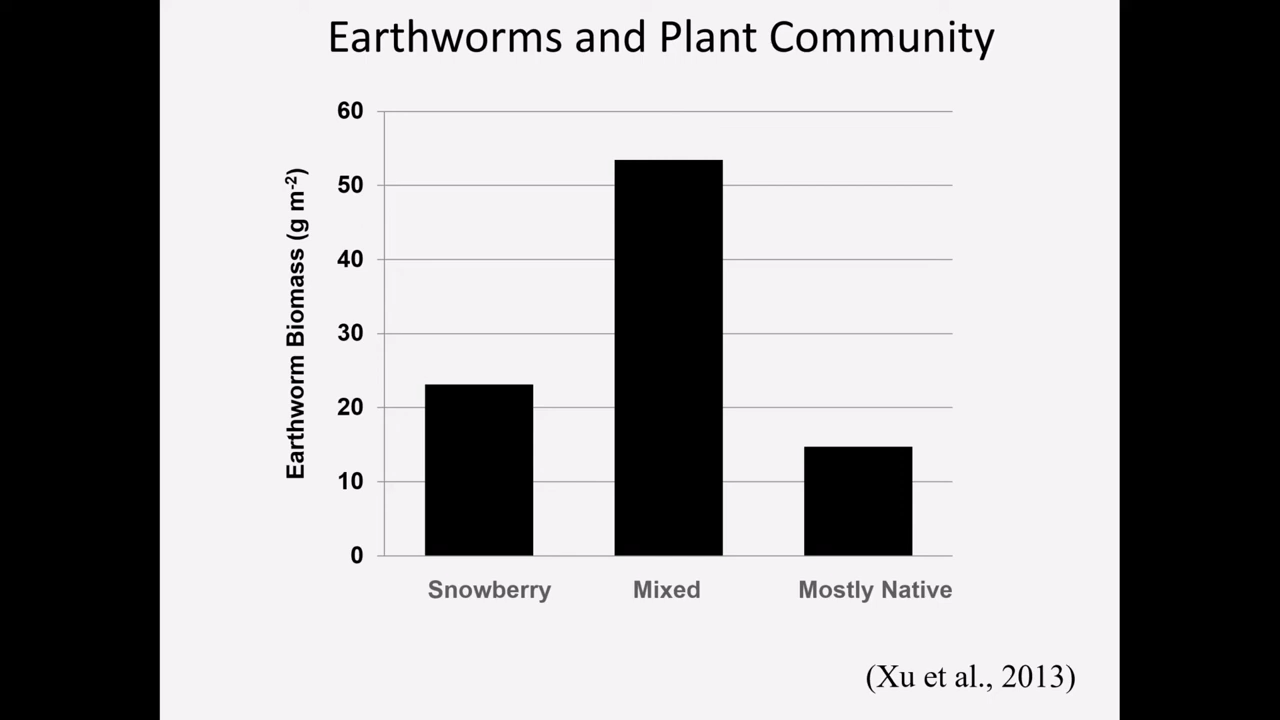 Earthworms and Plant Community
Earthworm Biomass (g m⁻²)
60
50
40
30
20
10
0
Snowberry Mixed Mostly Native
(Xu et al., 2013)